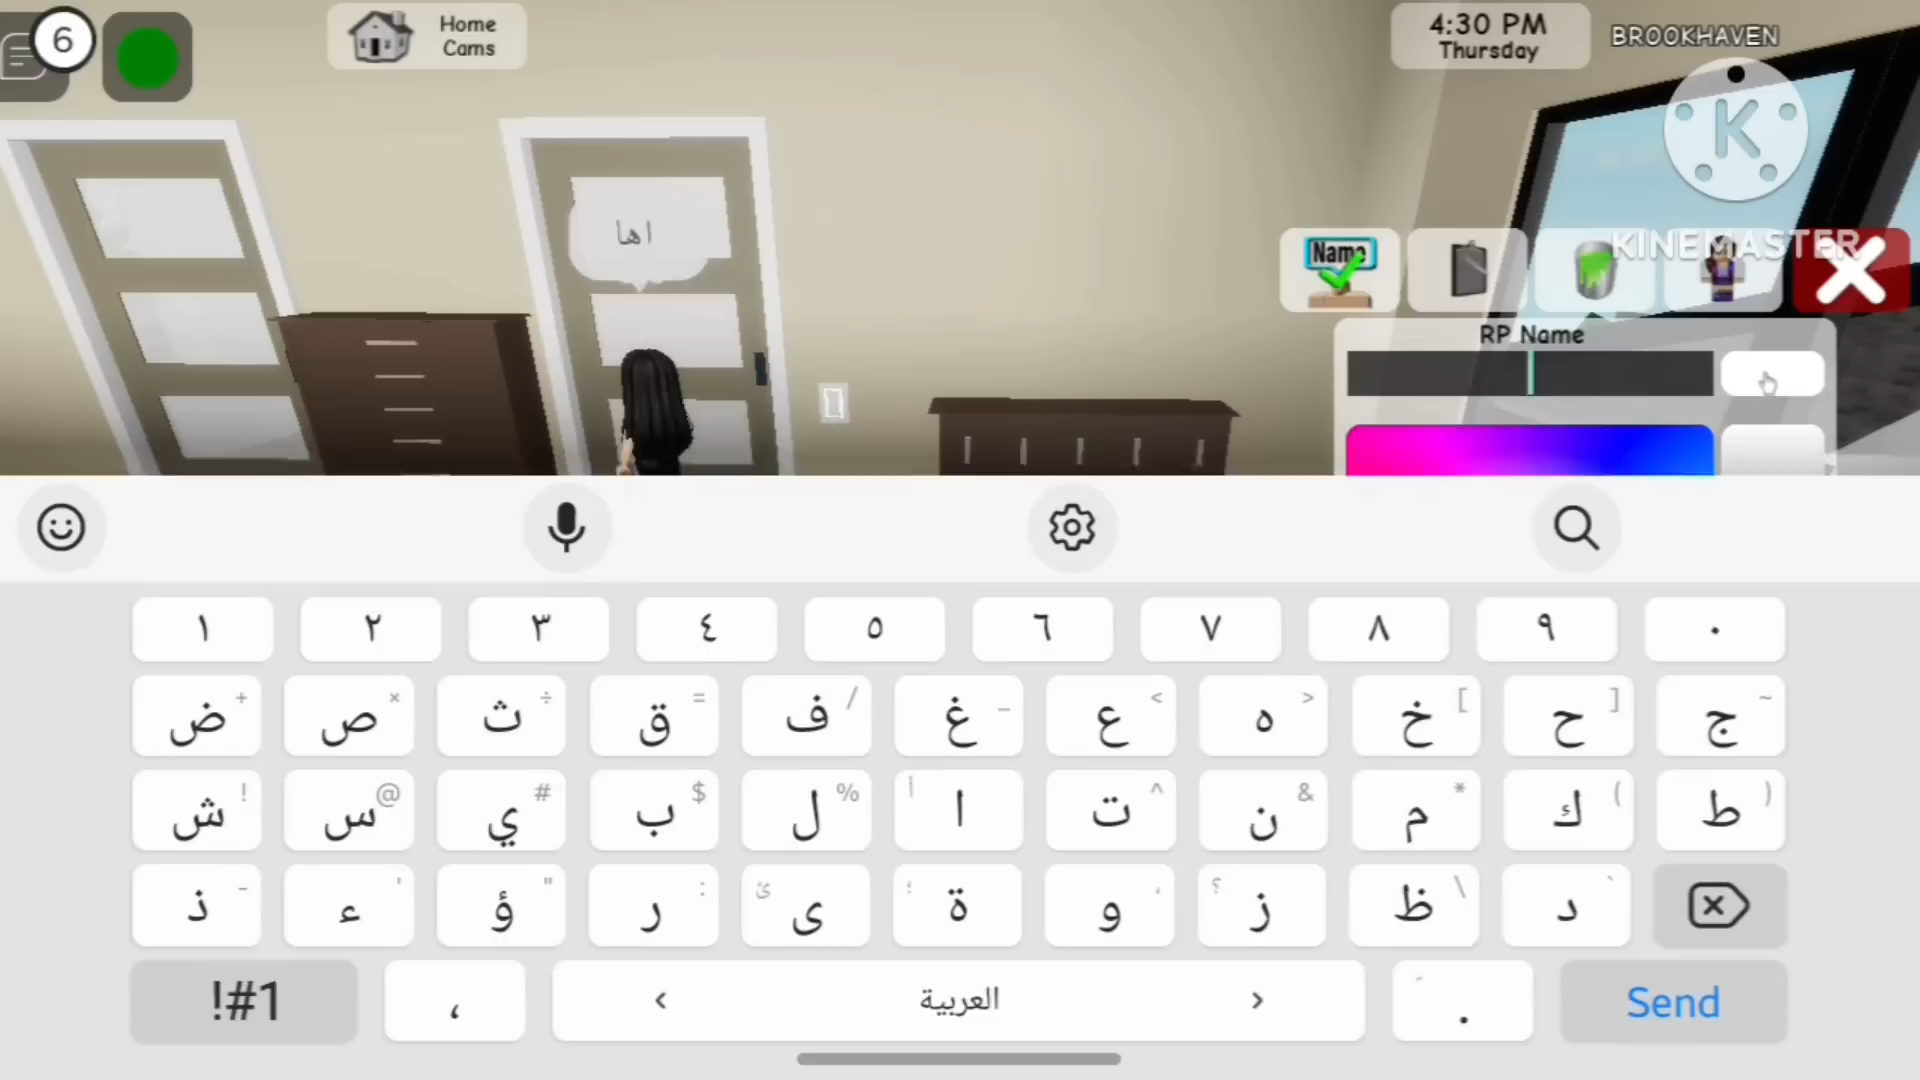 6
Home
Cams
4:30 PM
Thursday
BROOKHAVEN
K
KINEMASTER
اها
Name
RP Name
١ ٢ ٣ ٤ ٥ ٦ ٧ ٨ ٩ ٠
ض + ص × ث ÷ ق = ف / غ _ ع < ه > خ [ ح ] ج ~
ش ! س @ ي # ب $ ل % ا أ ت ^ ن & م * ك ( ط )
ذ - ء ' ؤ " ر : ى ئ ة ؛ و ، ز ؟ ظ \ د ` 
!#1 ، < العربية > . Send